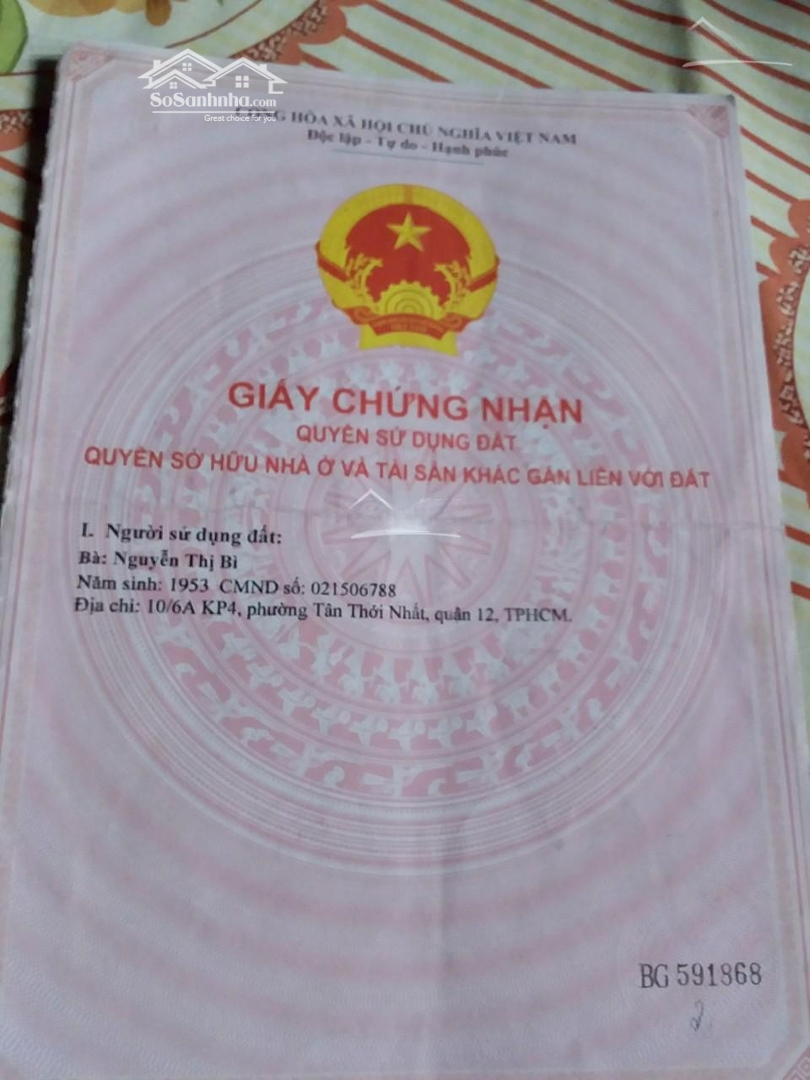 SoSanhnha.com
Great choice for you
CỘNG HÒA XÃ HỘI CHỦ NGHĨA VIỆT NAM
Độc lập - Tự do - Hạnh phúc
GIẤY CHỨNG NHẬN
QUYỀN SỬ DỤNG ĐẤT
QUYỀN SỞ HỮU NHÀ Ở VÀ TÀI SẢN KHÁC GẮN LIỀN VỚI ĐẤT
I. Người sử dụng đất:
Bà: Nguyễn Thị Bì
Năm sinh: 1953 CMND số: 021506788
Địa chỉ: 10/6A KP4, phường Tân Thới Nhất, quận 12, TPHCM.
BG 591868
2